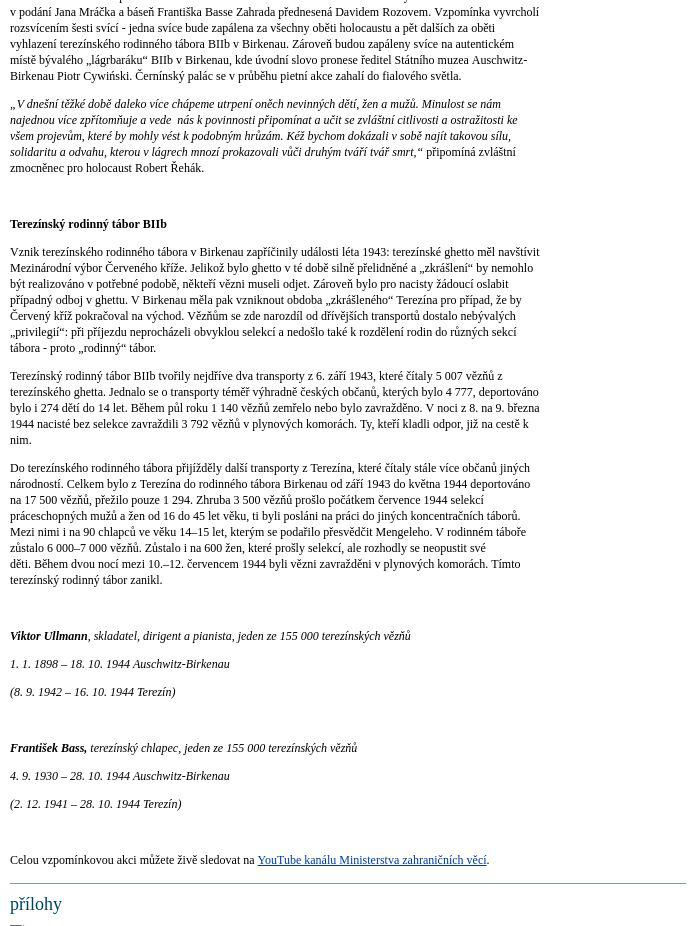 v podání Jana Mráčka a báseň Františka Basse Zahrada přednesená Davidem Rozovem. Vzpomínka vyvrcholí
rozsvícením šesti svící - jedna svíce bude zapálena za všechny oběti holocaustu a pět dalších za oběti
vyhlazení terezínského rodinného tábora BIIb v Birkenau. Zároveň budou zapáleny svíce na autentickém
místě bývalého „lágrbaráku“ BIIb v Birkenau, kde úvodní slovo pronese ředitel Státního muzea Auschwitz-
Birkenau Piotr Cywiński. Černínský palác se v průběhu pietní akce zahalí do fialového světla.
„V dnešní těžké době daleko více chápeme utrpení oněch nevinných dětí, žen a mužů. Minulost se nám
najednou více zpřítomňuje a vede  nás k povinnosti připomínat a učit se zvláštní citlivosti a ostražitosti ke
všem projevům, které by mohly vést k podobným hrůzám. Kéž bychom dokázali v sobě najít takovou sílu,
solidaritu a odvahu, kterou v lágrech mnozí prokazovali vůči druhým tváří tvář smrt,“ připomíná zvláštní
zmocněnec pro holocaust Robert Řehák.
Terezínský rodinný tábor BIIb
Vznik terezínského rodinného tábora v Birkenau zapříčinily události léta 1943: terezínské ghetto měl navštívit
Mezinárodní výbor Červeného kříže. Jelikož bylo ghetto v té době silně přelidněné a „zkrášlení“ by nemohlo
být realizováno v potřebné podobě, někteří vězni museli odjet. Zároveň bylo pro nacisty žádoucí oslabit
případný odboj v ghettu. V Birkenau měla pak vzniknout obdoba „zkrášleného“ Terezína pro případ, že by
Červený kříž pokračoval na východ. Vězňům se zde narozdíl od dřívějších transportů dostalo nebývalých
„privilegií“: při příjezdu neprocházeli obvyklou selekcí a nedošlo také k rozdělení rodin do různých sekcí
tábora - proto „rodinný“ tábor.
Terezínský rodinný tábor BIIb tvořily nejdříve dva transporty z 6. září 1943, které čítaly 5 007 vězňů z
terezínského ghetta. Jednalo se o transporty téměř výhradně českých občanů, kterých bylo 4 777, deportováno
bylo i 274 dětí do 14 let. Během půl roku 1 140 vězňů zemřelo nebo bylo zavražděno. V noci z 8. na 9. března
1944 nacisté bez selekce zavraždili 3 792 vězňů v plynových komorách. Ty, kteří kladli odpor, již na cestě k
nim.
Do terezínského rodinného tábora přijížděly další transporty z Terezína, které čítaly stále více občanů jiných
národností. Celkem bylo z Terezína do rodinného tábora Birkenau od září 1943 do května 1944 deportováno
na 17 500 vězňů, přežilo pouze 1 294. Zhruba 3 500 vězňů prošlo počátkem července 1944 selekcí
práceschopných mužů a žen od 16 do 45 let věku, ti byli posláni na práci do jiných koncentračních táborů.
Mezi nimi i na 90 chlapců ve věku 14–15 let, kterým se podařilo přesvědčit Mengeleho. V rodinném táboře
zůstalo 6 000–7 000 vězňů. Zůstalo i na 600 žen, které prošly selekcí, ale rozhodly se neopustit své
děti. Během dvou nocí mezi 10.–12. červencem 1944 byli vězni zavražděni v plynových komorách. Tímto
terezínský rodinný tábor zanikl.
Viktor Ullmann, skladatel, dirigent a pianista, jeden ze 155 000 terezínských vězňů
1. 1. 1898 – 18. 10. 1944 Auschwitz-Birkenau
(8. 9. 1942 – 16. 10. 1944 Terezín)
František Bass, terezínský chlapec, jeden ze 155 000 terezínských vězňů
4. 9. 1930 – 28. 10. 1944 Auschwitz-Birkenau
(2. 12. 1941 – 28. 10. 1944 Terezín)
Celou vzpomínkovou akci můžete živě sledovat na YouTube kanálu Ministerstva zahraničních věcí.
přílohy